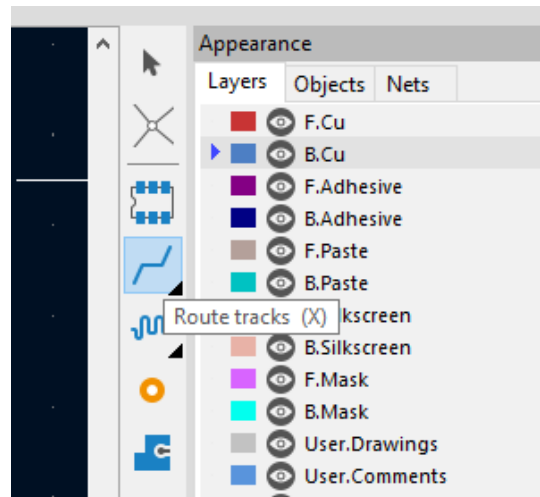 Appearance
Layers Objects Nets
F.Cu
B.Cu
F.Adhesive
B.Adhesive
F.Paste
B.Paste
Route tracks (X) lkscreen
B.Silkscreen
F.Mask
B.Mask
User.Drawings
User.Comments